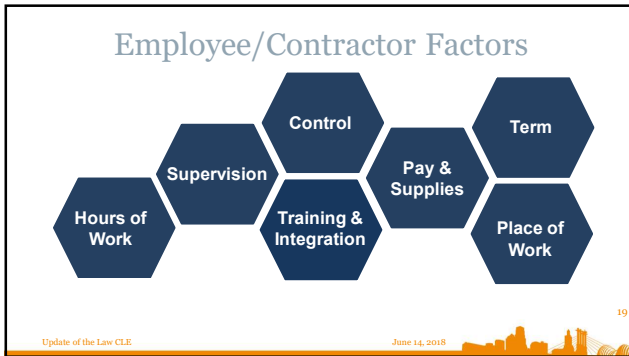 Employee/Contractor Factors
Control
Term
Supervision
Pay &
Supplies
Hours of
Work
Training &
Integration
Place of
Work
19
Update of the Law CLE
June 14, 2018